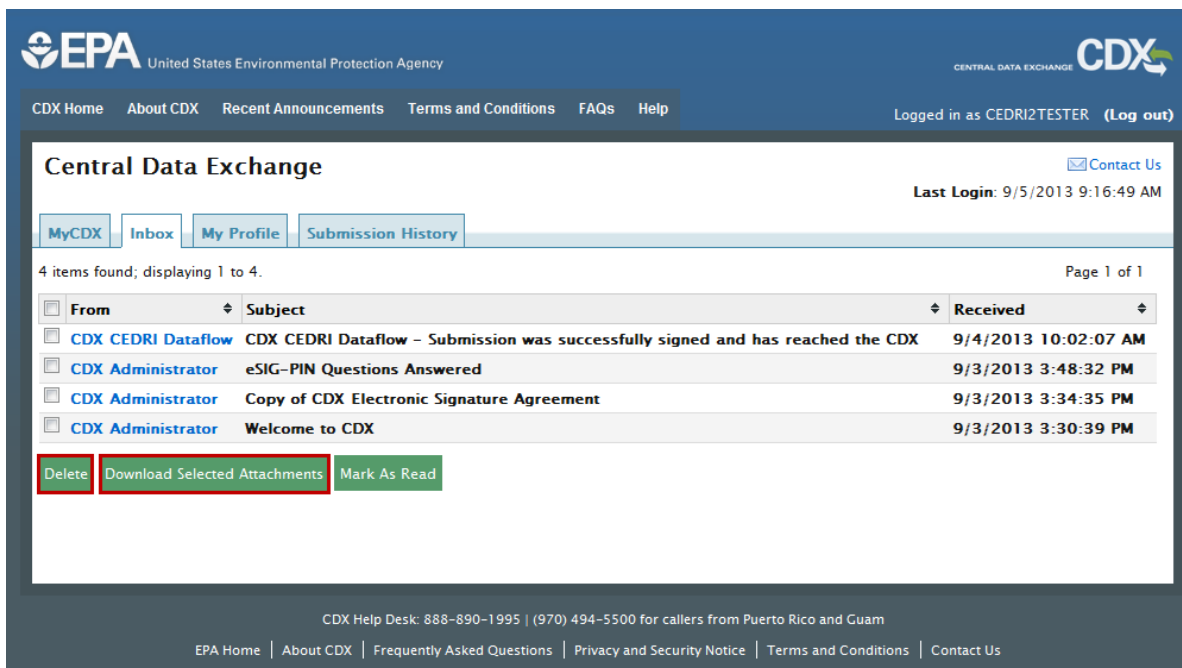 EPA United States Environmental Protection Agency
CENTRAL DATA EXCHANGE CDX
CDX Home About CDX Recent Announcements Terms and Conditions FAQs Help
Logged in as CEDRI2TESTER (Log out)
Central Data Exchange
Contact Us
Last Login: 9/5/2013 9:16:49 AM
MyCDX Inbox My Profile Submission History
4 items found; displaying 1 to 4. Page 1 of 1
From Subject Received
CDX CEDRI Dataflow CDX CEDRI Dataflow - Submission was successfully signed and has reached the CDX 9/4/2013 10:02:07 AM
CDX Administrator eSIG-PIN Questions Answered 9/3/2013 3:48:32 PM
CDX Administrator Copy of CDX Electronic Signature Agreement 9/3/2013 3:34:35 PM
CDX Administrator Welcome to CDX 9/3/2013 3:30:39 PM
Delete Download Selected Attachments Mark As Read
CDX Help Desk: 888-890-1995 | (970) 494-5500 for callers from Puerto Rico and Guam
EPA Home | About CDX | Frequently Asked Questions | Privacy and Security Notice | Terms and Conditions | Contact Us